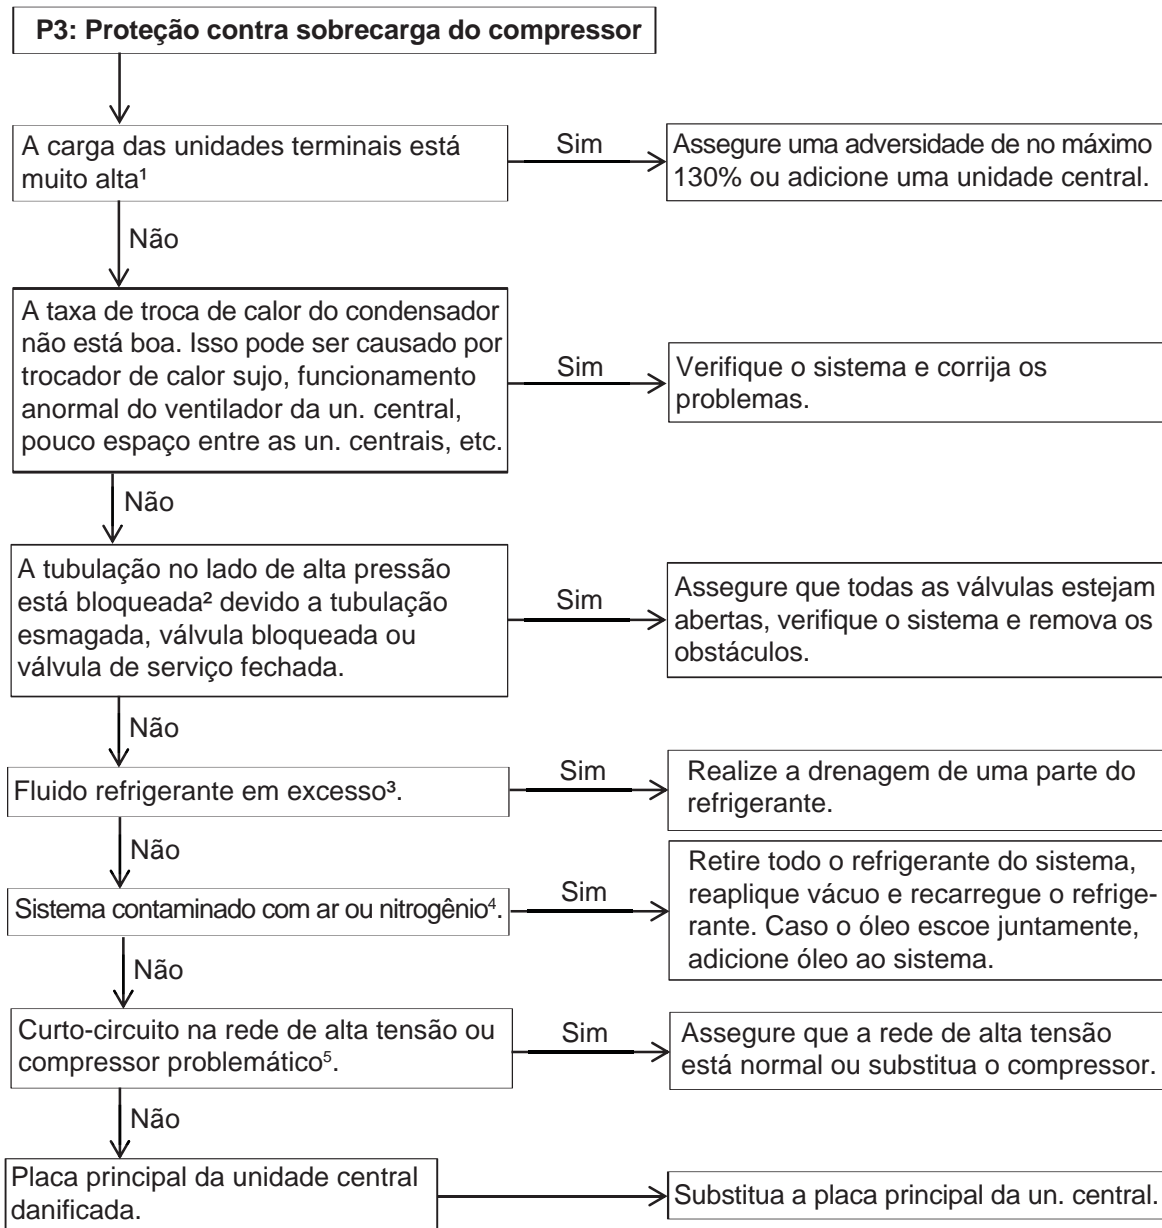 P3: Proteção contra sobrecarga do compressor
A carga das unidades terminais está
muito alta¹
Sim
Assegure uma adversidade de no máximo
130% ou adicione uma unidade central.
Não
A taxa de troca de calor do condensador
não está boa. Isso pode ser causado por
trocador de calor sujo, funcionamento
anormal do ventilador da un. central,
pouco espaço entre as un. centrais, etc.
Sim
Verifique o sistema e corrija os
problemas.
Não
A tubulação no lado de alta pressão
está bloqueada² devido a tubulação
esmagada, válvula bloqueada ou
válvula de serviço fechada.
Sim
Assegure que todas as válvulas estejam
abertas, verifique o sistema e remova os
obstáculos.
Não
Fluido refrigerante em excesso³.
Sim
Realize a drenagem de uma parte do
refrigerante.
Não
Sistema contaminado com ar ou nitrogênio⁴.
Sim
Retire todo o refrigerante do sistema,
reaplique vácuo e recarregue o refrige-
rante. Caso o óleo escoe juntamente,
adicione óleo ao sistema.
Não
Curto-circuito na rede de alta tensão ou
compressor problemático⁵.
Sim
Assegure que a rede de alta tensão
está normal ou substitua o compressor.
Não
Placa principal da unidade central
danificada.
Substitua a placa principal da un. central.